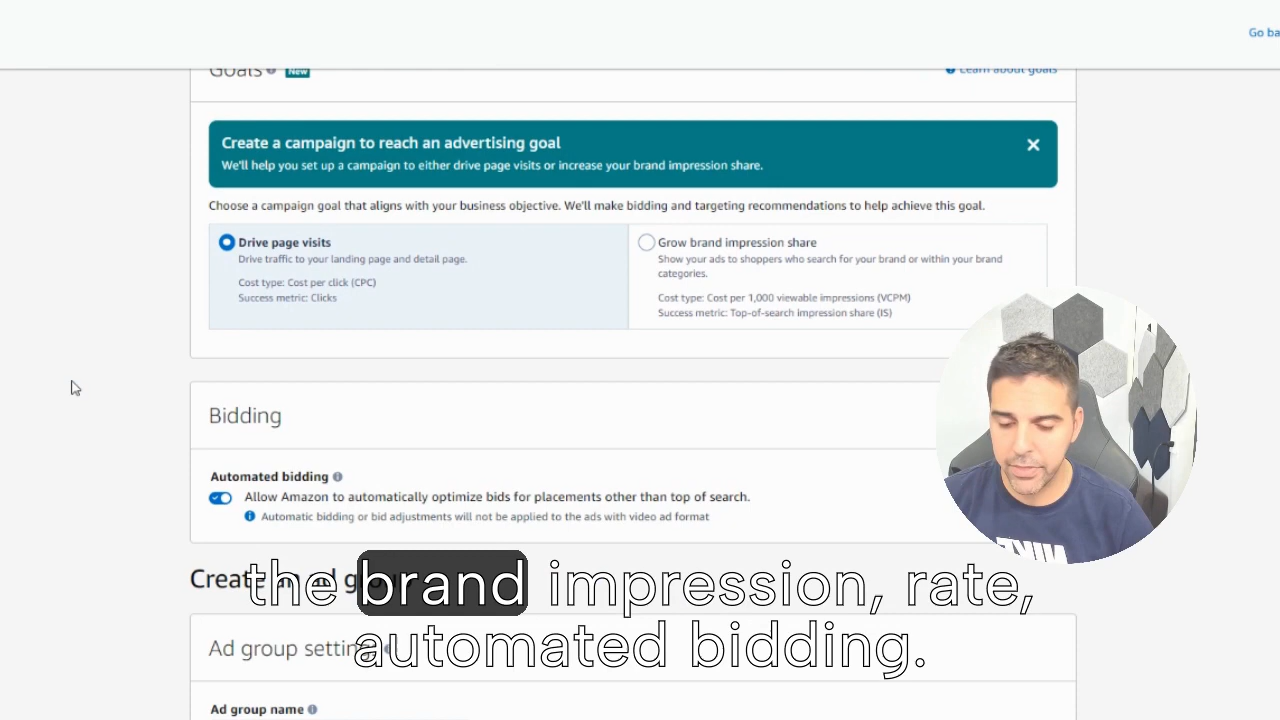 Go ba
Goals New
Learn about goals
Create a campaign to reach an advertising goal
We'll help you set up a campaign to either drive page visits or increase your brand impression share.
Choose a campaign goal that aligns with your business objective. We'll make bidding and targeting recommendations to help achieve this goal.
Drive page visits
Drive traffic to your landing page and detail page.
Cost type: Cost per click (CPC)
Success metric: Clicks
Grow brand impression share
Show your ads to shoppers who search for your brand or within your brand
categories.
Cost type: Cost per 1,000 viewable impressions (VCPM)
Success metric: Top-of-search impression share (IS)
Bidding
Automated bidding
Allow Amazon to automatically optimize bids for placements other than top of search.
Automatic bidding or bid adjustments will not be applied to the ads with video ad format
Create an ad group
the brand impression, rate,
automated bidding.
Ad group setting
Ad group name